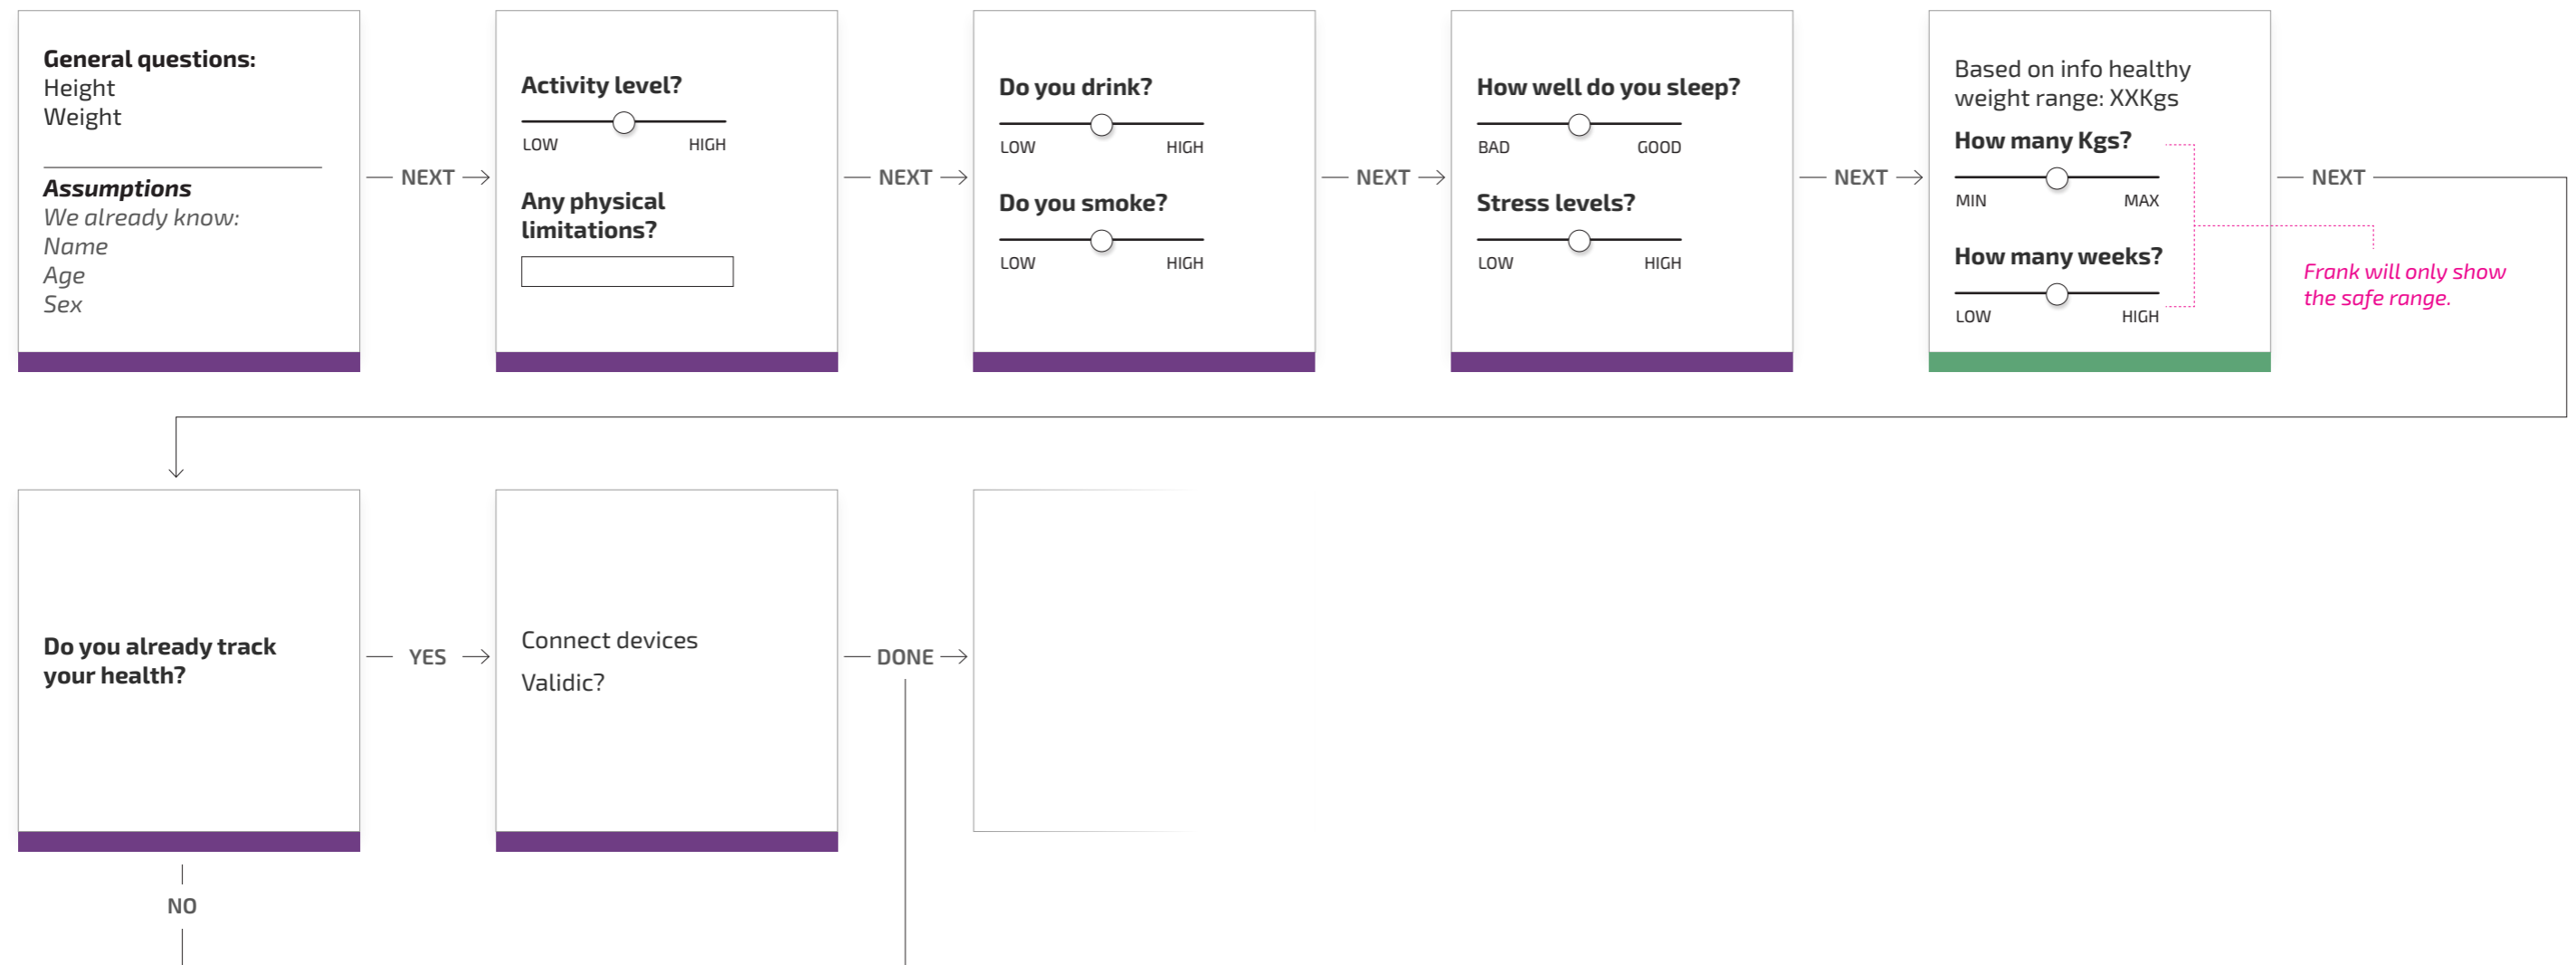 General questions:
Height
Weight
Assumptions
We already know:
Name
Age
Sex
NEXT
Activity level?
LOW HIGH
Any physical
limitations?
NEXT
Do you drink?
LOW HIGH
Do you smoke?
LOW HIGH
NEXT
How well do you sleep?
BAD GOOD
Stress levels?
LOW HIGH
NEXT
Based on info healthy
weight range: XXKgs
How many Kgs?
MIN MAX
How many weeks?
LOW HIGH
NEXT
Frank will only show
the safe range.
Do you already track
your health?
YES
Connect devices
Validic?
DONE
NO